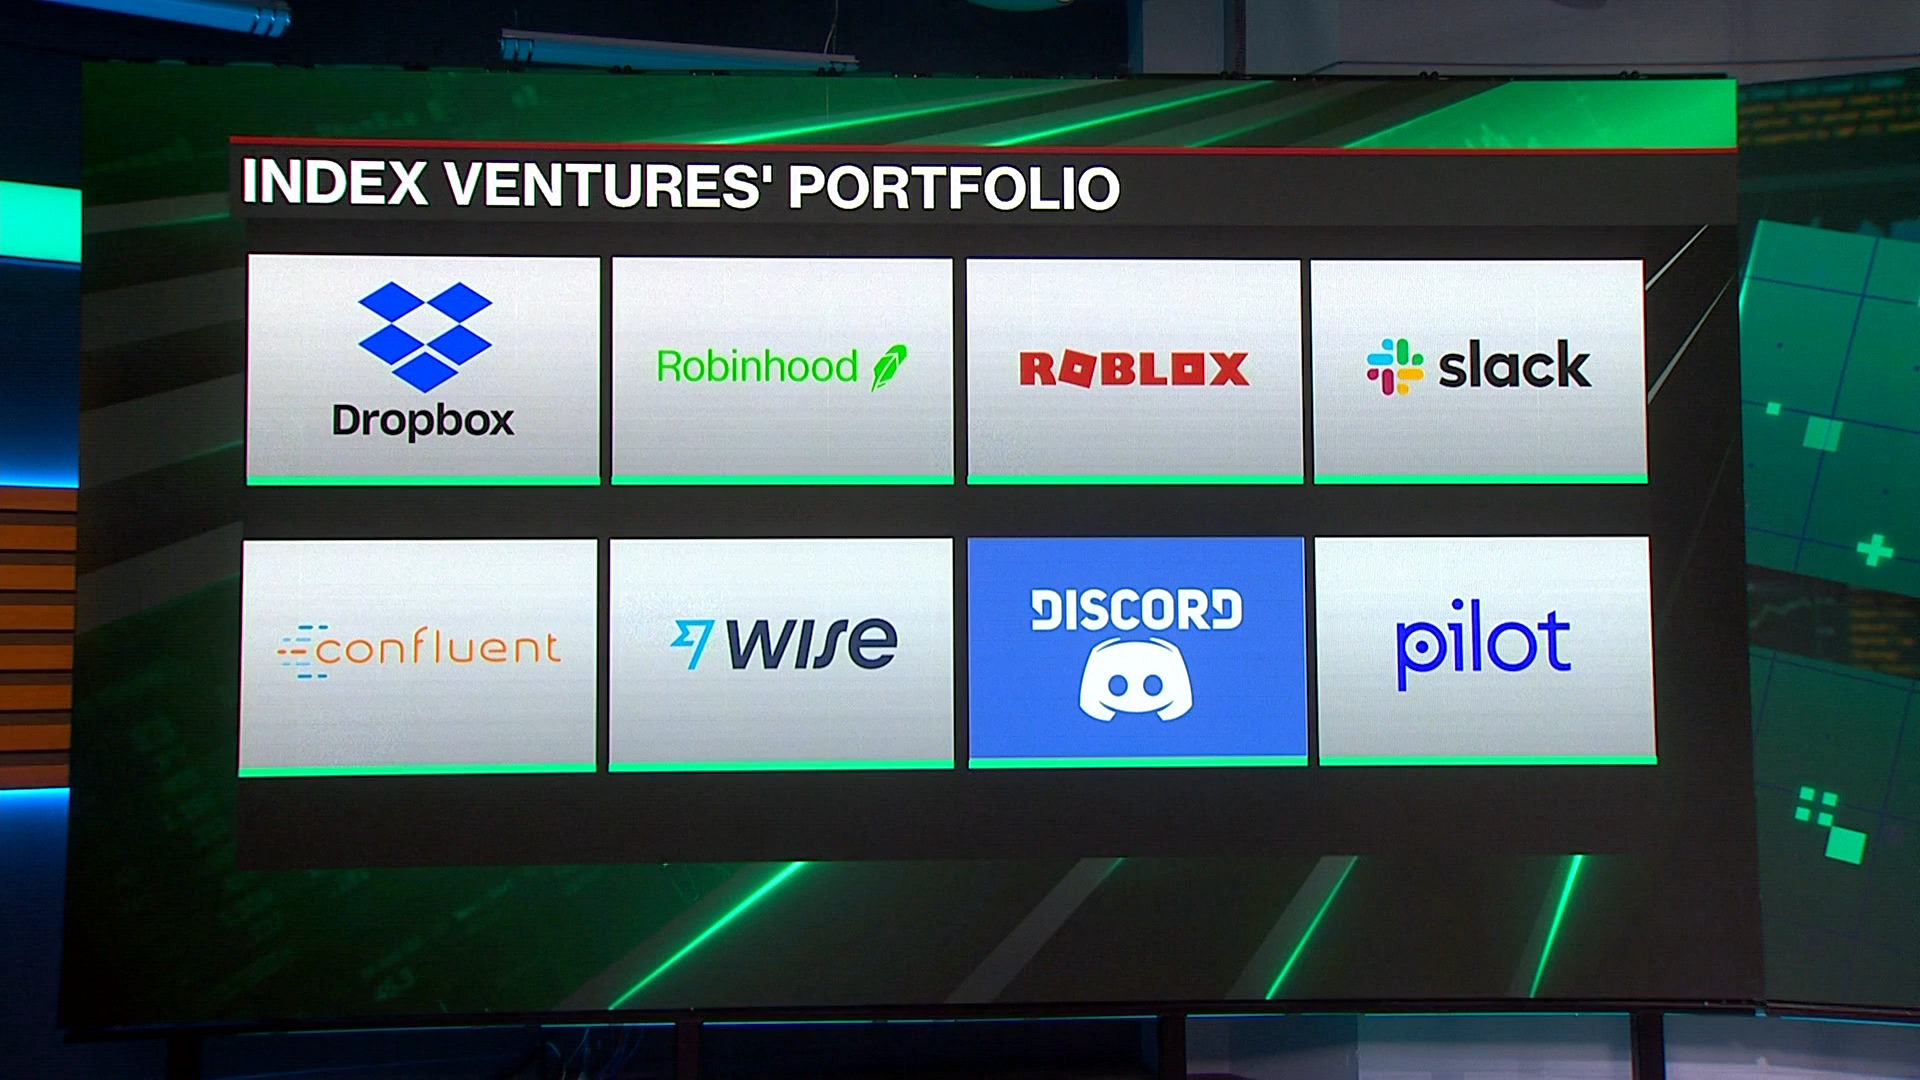 INDEX VENTURES' PORTFOLIO
Dropbox
Robinhood
ROBLOX
slack
confluent
wise
DISCORD
pilot